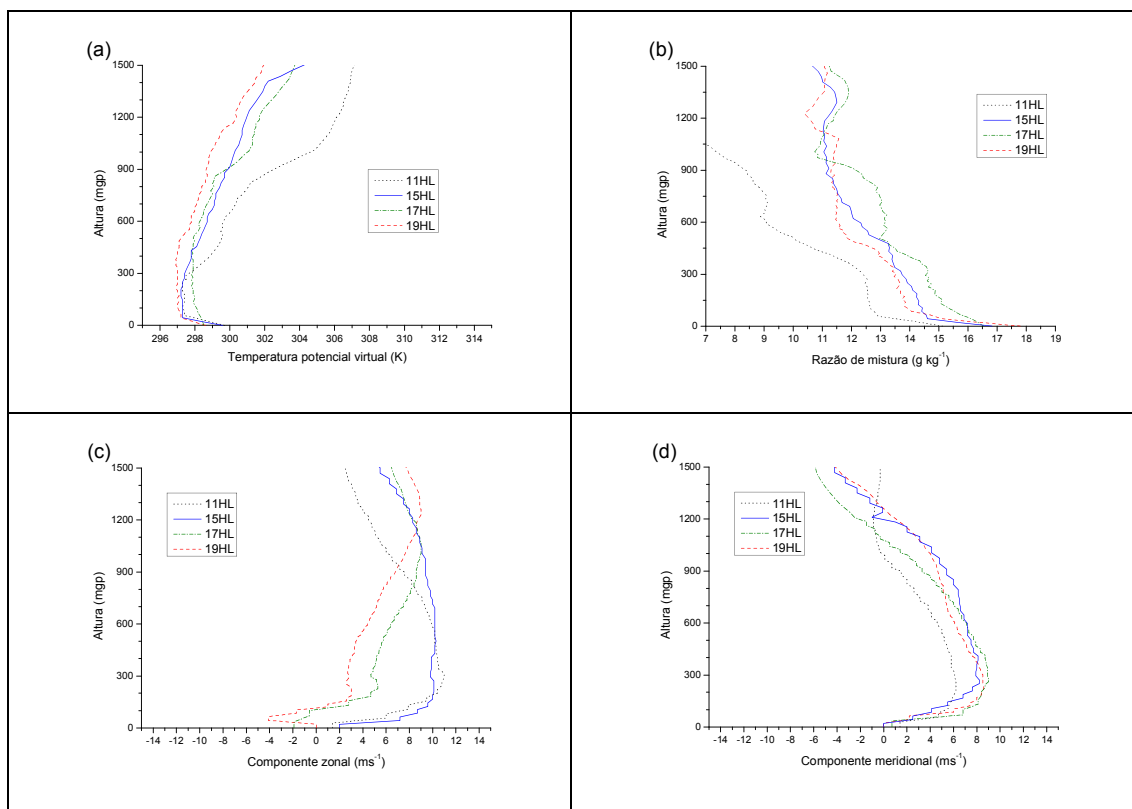 (a)
1500
1200
900
600
300
0
Altura (mgp)
296 298 300 302 304 306 308 310 312 314
Temperatura potencial virtual (K)
11HL
15HL
17HL
19HL
(b)
1500
1200
900
600
300
0
Altura (mgp)
7 8 9 10 11 12 13 14 15 16 17 18 19
Razão de mistura (g kg-1)
11HL
15HL
17HL
19HL
(c)
1500
1200
900
600
300
0
Altura (mgp)
-14 -12 -10 -8 -6 -4 -2 0 2 4 6 8 10 12 14
Componente zonal (ms-1)
11HL
15HL
17HL
19HL
(d)
1500
1200
900
600
300
0
Altura (mgp)
-14 -12 -10 -8 -6 -4 -2 0 2 4 6 8 10 12 14
Componente meridional (ms-1)
11HL
15HL
17HL
19HL